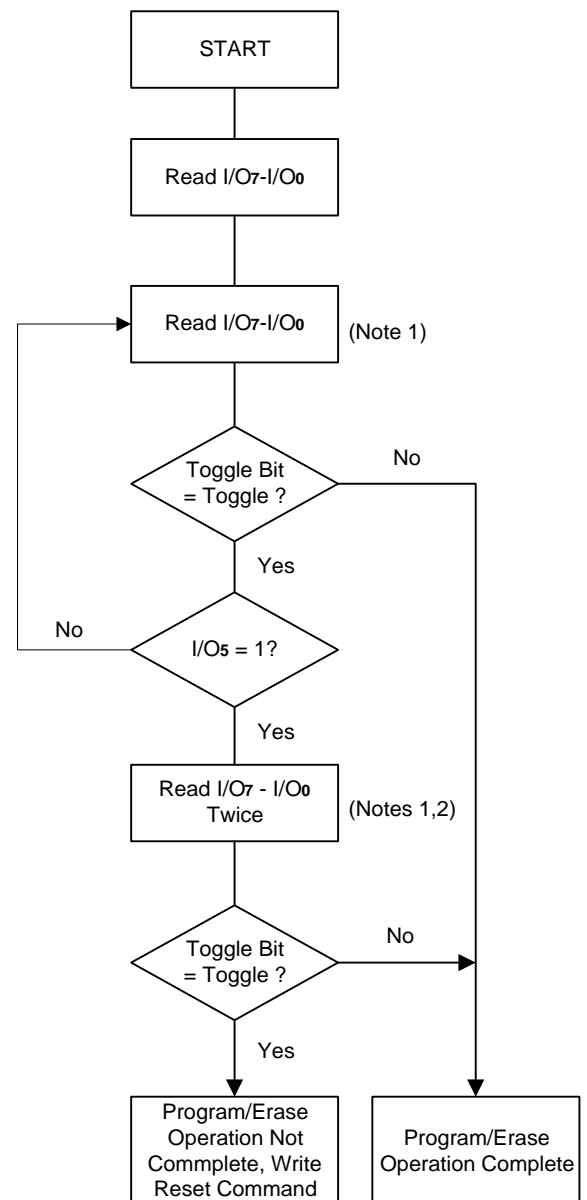 START
Read I/O7-I/O0
Read I/O7-I/O0
(Note 1)
Toggle Bit
= Toggle ?
No
Yes
No
I/O5 = 1?
Yes
Read I/O7 - I/O0
Twice
(Notes 1,2)
Toggle Bit
= Toggle ?
No
Yes
Program/Erase
Operation Not
Commplete, Write
Reset Command
Program/Erase
Operation Complete